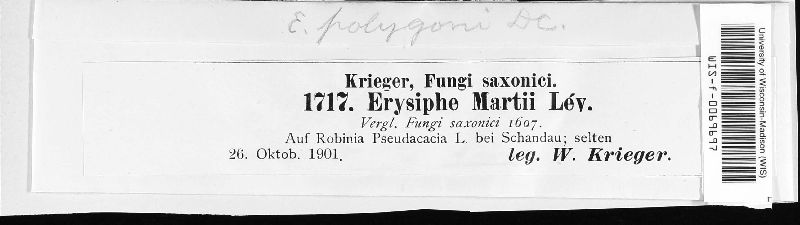 E. polygoni DC.
Krieger, Fungi saxonici.
1717. Erysiphe Martii Lév.
Vergl. Fungi saxonici 1607.
Auf Robinia Pseudacacia L. bei Schandau; selten
26. Oktob. 1901. leg. W. Krieger.
WIS-f-0069697
University of Wisconsin-Madison (WIS)